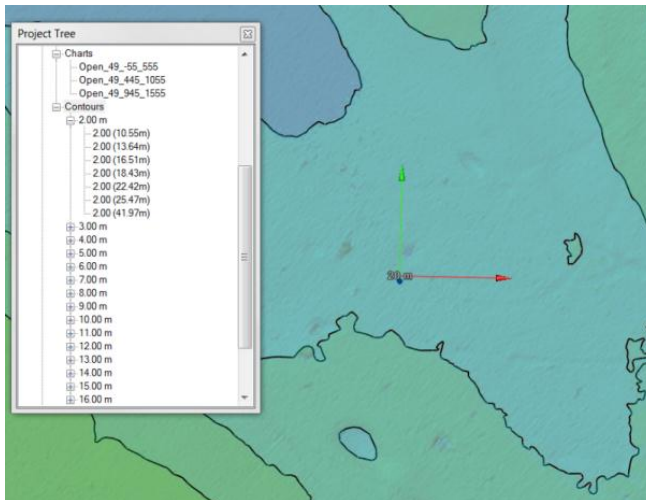 Project Tree
Charts
Open_49_-55_555
Open_49_445_1055
Open_49_945_1555
Contours
2.00 m
2.00 (10.55m)
2.00 (13.64m)
2.00 (16.51m)
2.00 (18.43m)
2.00 (22.42m)
2.00 (25.47m)
2.00 (41.97m)
3.00 m
4.00 m
5.00 m
6.00 m
7.00 m
8.00 m
9.00 m
10.00 m
11.00 m
12.00 m
13.00 m
14.00 m
15.00 m
16.00 m
20 m